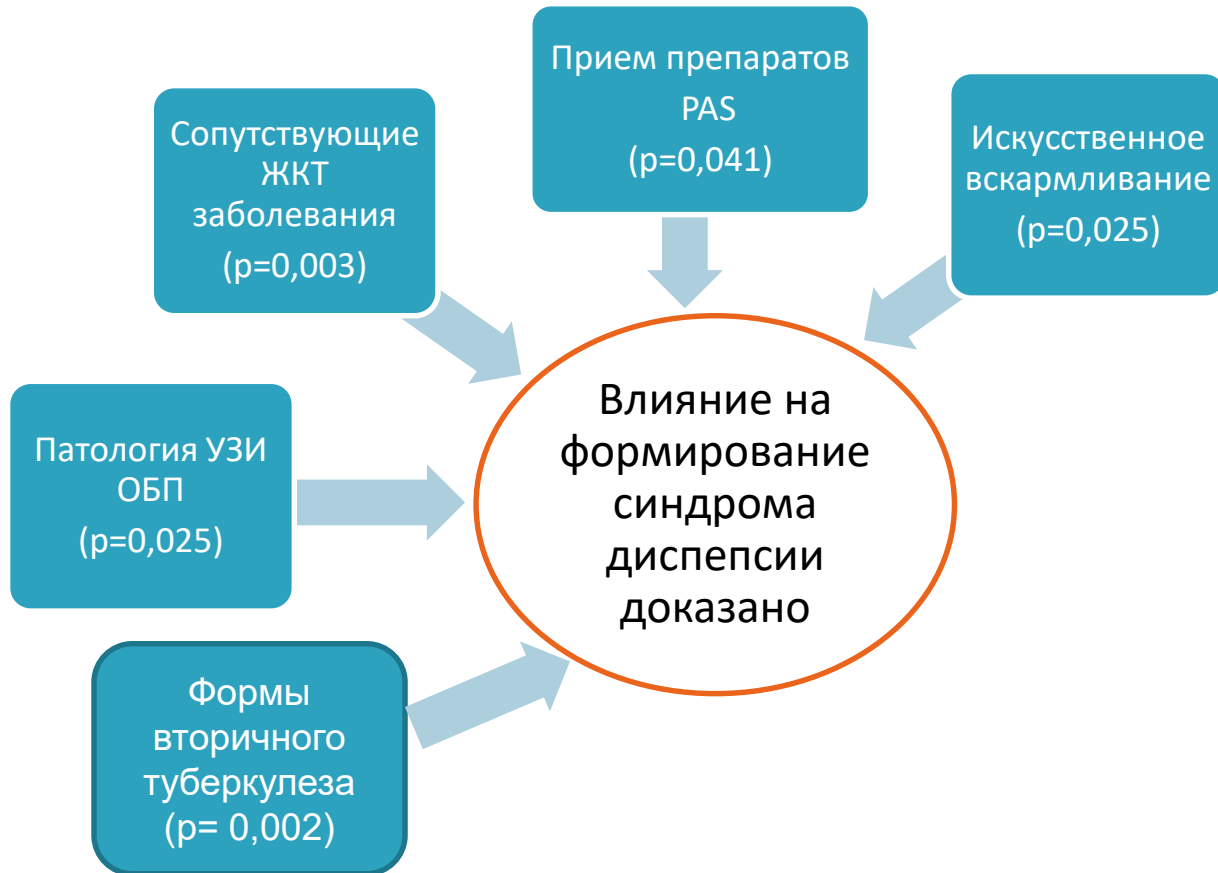 Прием препаратов
PAS
(p=0,041)
Сопутствующие
ЖКТ
заболевания
(p=0,003)
Искусственное
вскармливание
(p=0,025)
Патология УЗИ
ОБП
(p=0,025)
Формы
вторичного
туберкулеза
(p= 0,002)
Влияние на
формирование
синдрома
диспепсии
доказано